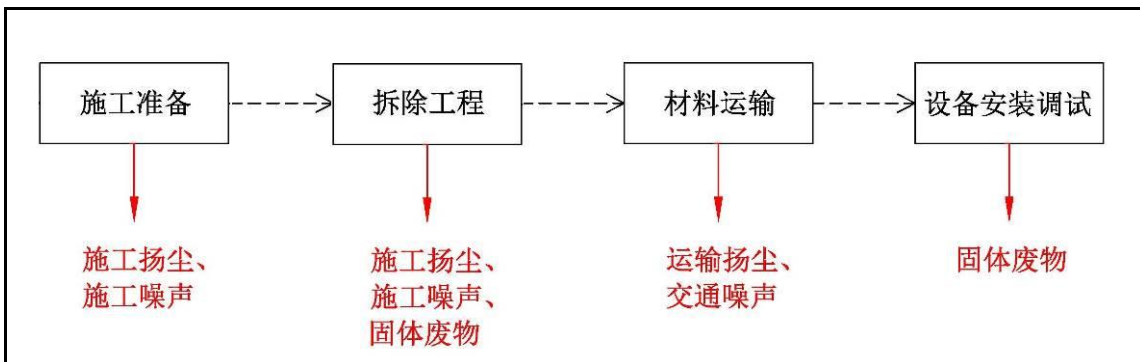 施工准备
拆除工程
材料运输
设备安装调试
施工扬尘、
施工噪声
施工扬尘、
施工噪声、
固体废物
运输扬尘、
交通噪声
固体废物